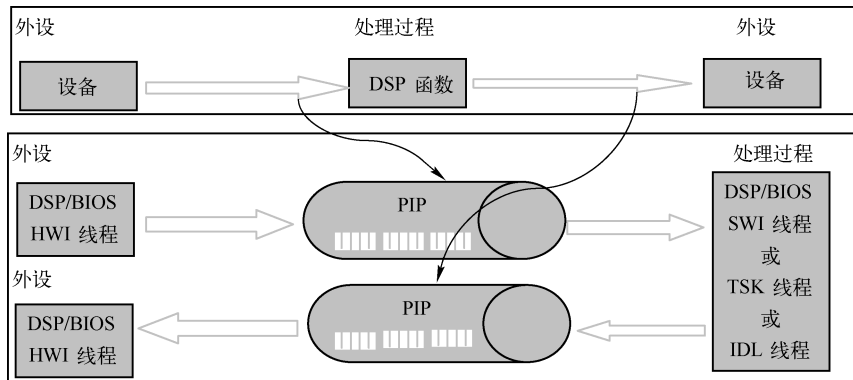 外设
处理过程
外设
设备
DSP 函数
设备
外设
处理过程
DSP/BIOS
HWI 线程
PIP
DSP/BIOS
SWI 线程
或
TSK 线程
或
IDL 线程
外设
DSP/BIOS
HWI 线程
PIP